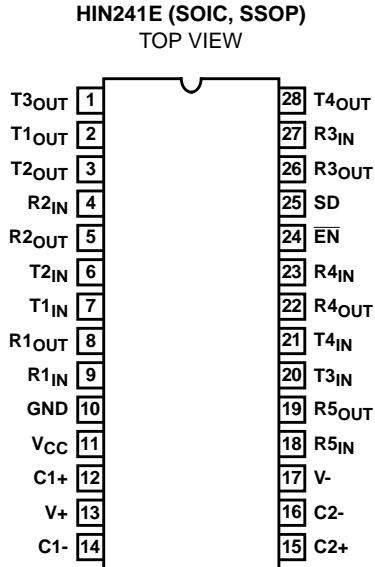 HIN241E (SOIC, SSOP)
TOP VIEW
T3OUT 1 28 T4OUT
T1OUT 2 27 R3IN
T2OUT 3 26 R3OUT
R2IN 4 25 SD
R2OUT 5 24 E̅N̅
T2IN 6 23 R4IN
T1IN 7 22 R4OUT
R1OUT 8 21 T4IN
R1IN 9 20 T3IN
GND 10 19 R5OUT
VCC 11 18 R5IN
C1+ 12 17 V-
V+ 13 16 C2-
C1- 14 15 C2+